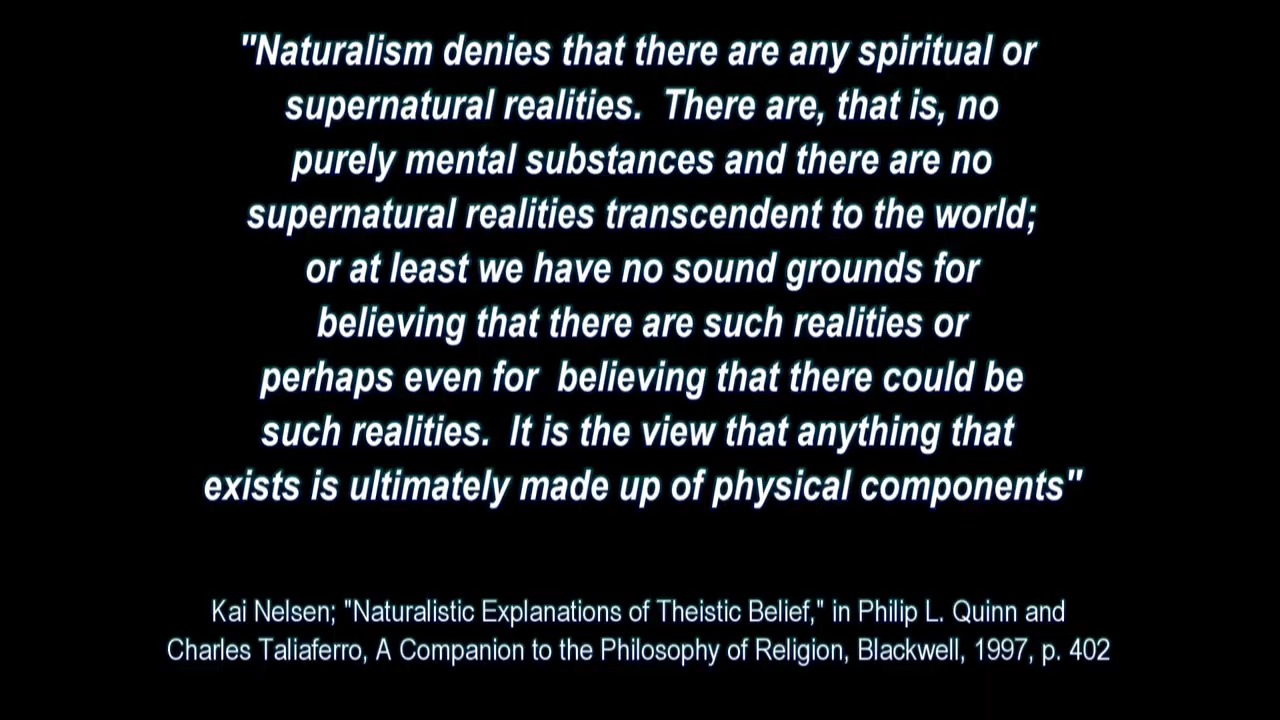 "Naturalism denies that there are any spiritual or
supernatural realities.  There are, that is, no
purely mental substances and there are no
supernatural realities transcendent to the world;
or at least we have no sound grounds for
believing that there are such realities or
perhaps even for  believing that there could be
such realities.  It is the view that anything that
exists is ultimately made up of physical components"
Kai Nelsen; "Naturalistic Explanations of Theistic Belief," in Philip L. Quinn and
Charles Taliaferro, A Companion to the Philosophy of Religion, Blackwell, 1997, p. 402